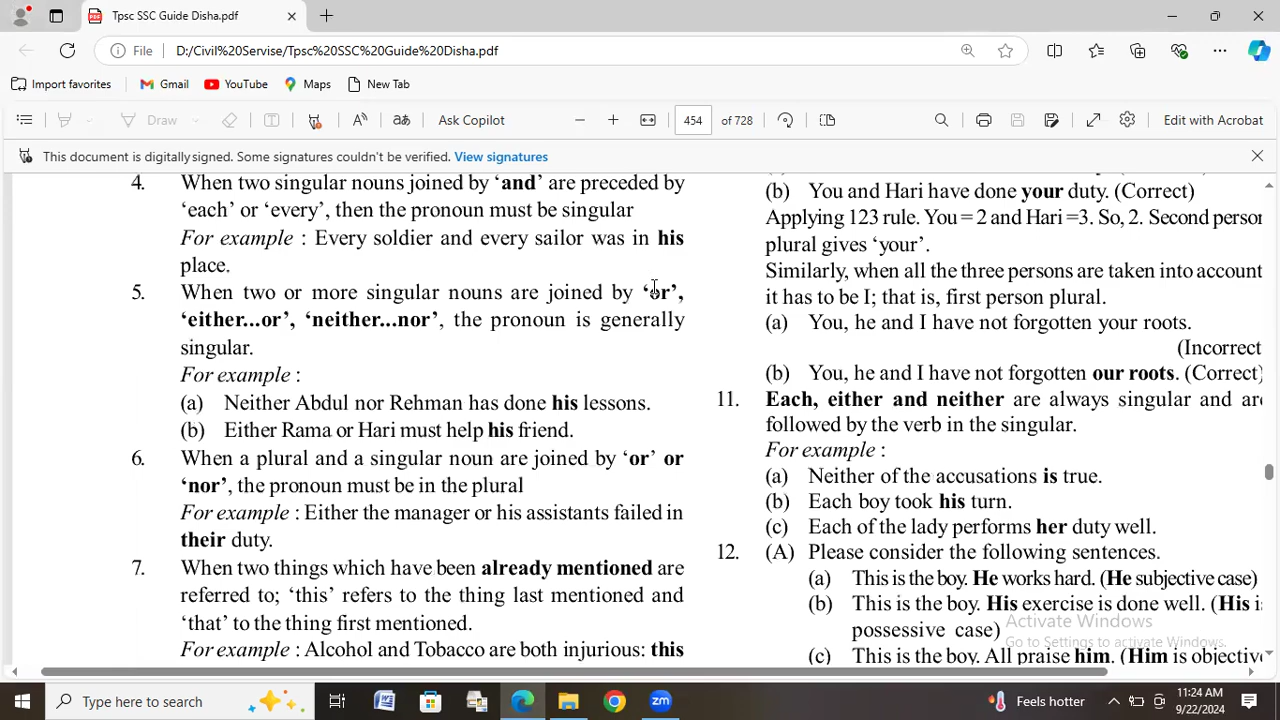 Tpsc SSC Guide Disha.pdf
File
D:/Civil%20Servise/Tpsc%20SSC%20Guide%20Disha.pdf
Import favorites
Gmail
YouTube
Maps
New Tab
Draw
Ask Copilot
454 of 728
Edit with Acrobat
This document is digitally signed. Some signatures couldn't be verified. View signatures
4. When two singular nouns joined by ‘and’ are preceded by
‘each’ or ‘every’, then the pronoun must be singular
For example : Every soldier and every sailor was in his
place.
5. When two or more singular nouns are joined by ‘or’,
‘either...or’, ‘neither...nor’, the pronoun is generally
singular.
For example :
(a) Neither Abdul nor Rehman has done his lessons.
(b) Either Rama or Hari must help his friend.
6. When a plural and a singular noun are joined by ‘or’ or
‘nor’, the pronoun must be in the plural
For example : Either the manager or his assistants failed in
their duty.
7. When two things which have been already mentioned are
referred to; ‘this’ refers to the thing last mentioned and
‘that’ to the thing first mentioned.
For example : Alcohol and Tobacco are both injurious: this
(b) You and Hari have done your duty. (Correct)
Applying 123 rule. You = 2 and Hari =3. So, 2. Second person
plural gives ‘your’.
Similarly, when all the three persons are taken into account
it has to be I; that is, first person plural.
(a) You, he and I have not forgotten your roots.
(Incorrect
(b) You, he and I have not forgotten our roots. (Correct)
11. Each, either and neither are always singular and are
followed by the verb in the singular.
For example :
(a) Neither of the accusations is true.
(b) Each boy took his turn.
(c) Each of the lady performs her duty well.
12. (A) Please consider the following sentences.
(a) This is the boy. He works hard. (He subjective case)
(b) This is the boy. His exercise is done well. (His is
possessive case)
(c) This is the boy. All praise him. (Him is objective
Activate Windows
Go to Settings to activate Windows.
Type here to search
Feels hotter
11:24 AM
9/22/2024